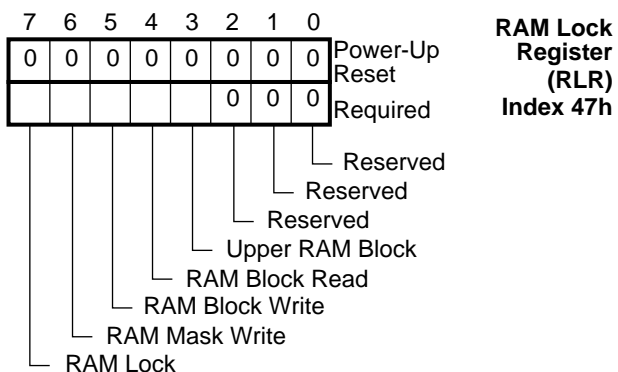 7 6 5 4 3 2 1 0
0 0 0 0 0 0 0 0 Power-Up Reset
0 0 0 Required
RAM Lock
Register
(RLR)
Index 47h
Reserved
Reserved
Reserved
Upper RAM Block
RAM Block Read
RAM Block Write
RAM Mask Write
RAM Lock